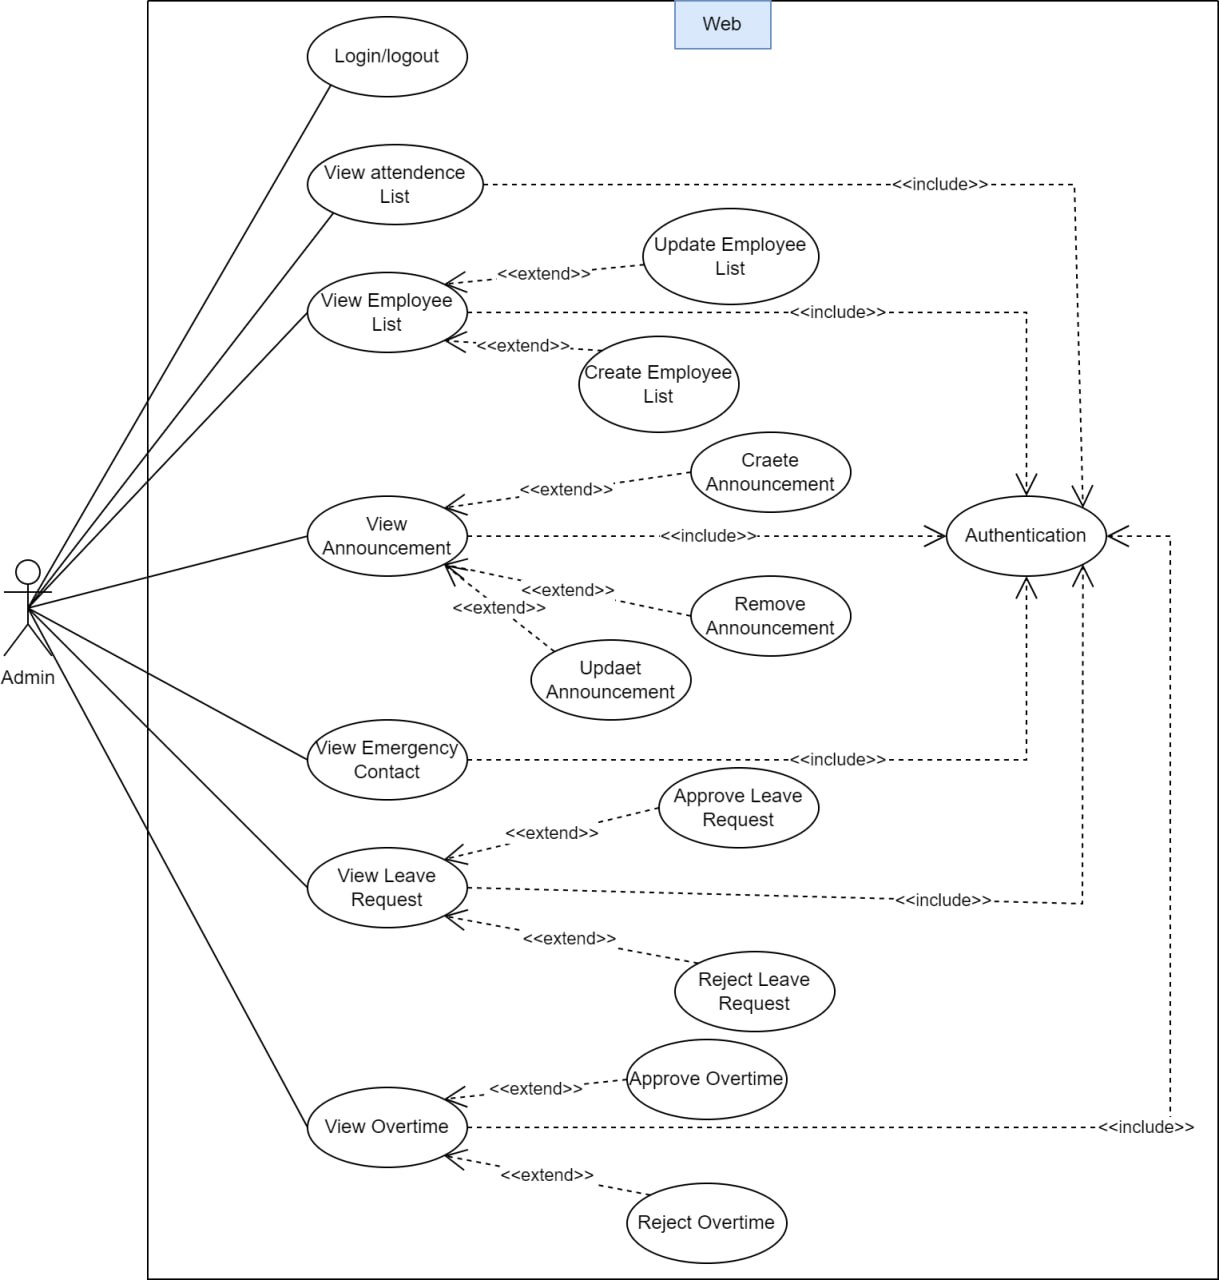 Web
Login/logout
View attendence
List
<<include>>
Update Employee
List
<<extend>>
View Employee
List
<<include>>
<<extend>>
Create Employee
List
Craete
Announcement
<<extend>>
View
Announcement
<<include>>
Authentication
<<extend>>
<<extend>>
Remove
Announcement
Updaet
Announcement
Admin
View Emergency
Contact
<<include>>
Approve Leave
Request
<<extend>>
View Leave
Request
<<include>>
<<extend>>
Reject Leave
Request
Approve Overtime
<<extend>>
View Overtime
<<include>>
<<extend>>
Reject Overtime